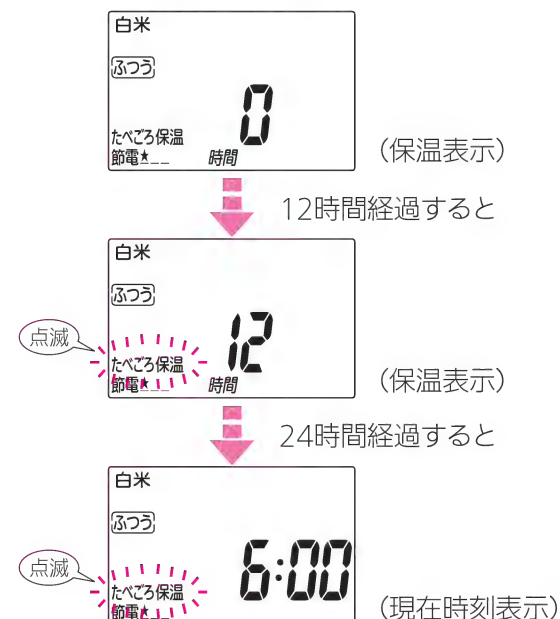 白米
ふつう
0
たべごろ保温
節電★___ 時間
(保温表示)
12時間経過すると
白米
ふつう
点滅
12
たべごろ保温
節電★___ 時間
(保温表示)
24時間経過すると
白米
ふつう
点滅
6:00
たべごろ保温
節電★___
(現在時刻表示)